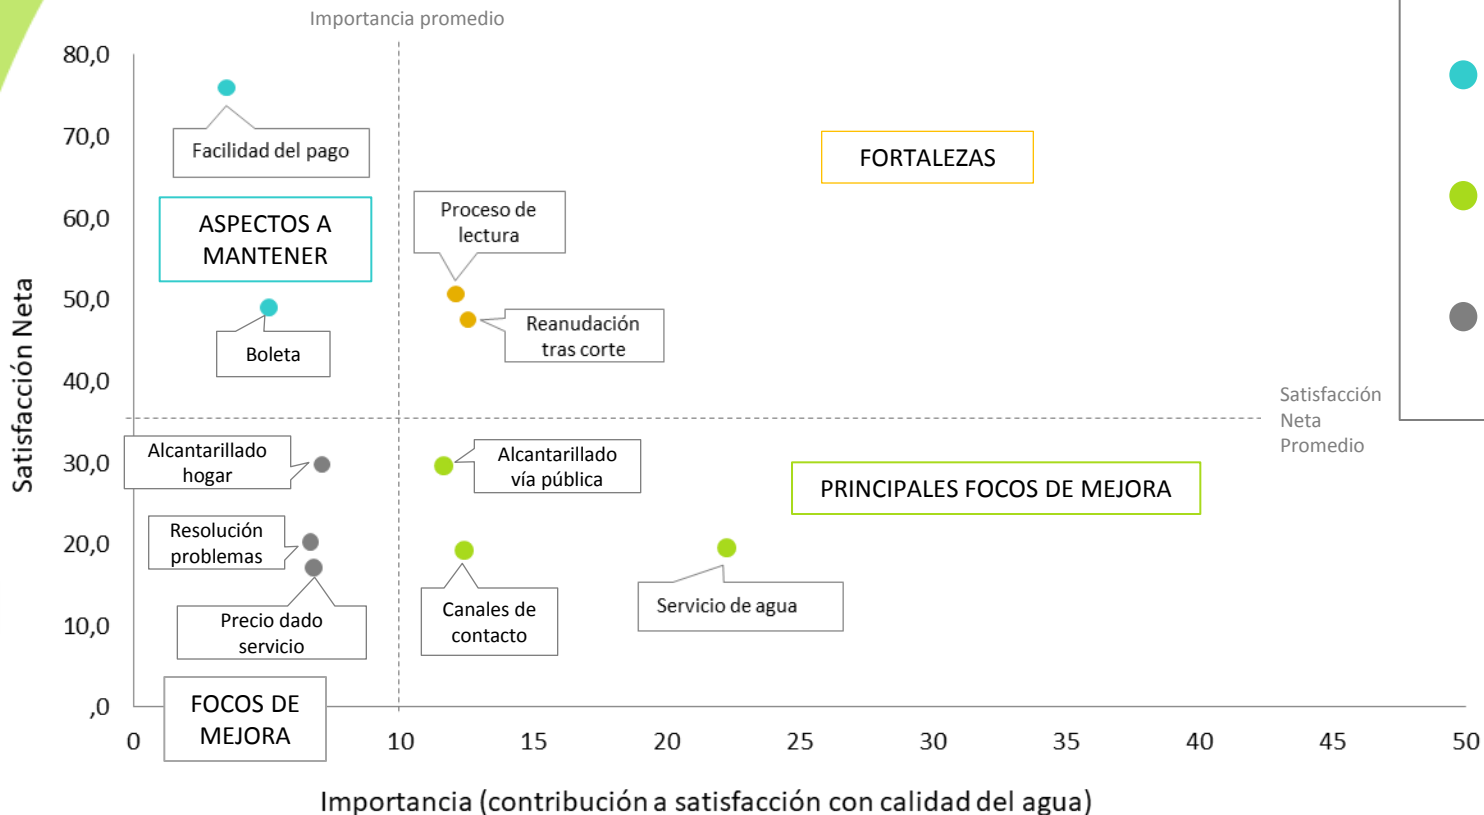 Importancia promedio
80,0
70,0
60,0
50,0
40,0
30,0
20,0
10,0
,0
Satisfacción Neta
Facilidad del pago
FORTALEZAS
ASPECTOS A
MANTENER
Proceso de
lectura
Boleta
Reanudación
tras corte
Satisfacción
Neta
Promedio
Alcantarillado
hogar
Alcantarillado
vía pública
PRINCIPALES FOCOS DE MEJORA
Resolución
problemas
Precio dado
servicio
Canales de
contacto
Servicio de agua
FOCOS DE
MEJORA
0
10
15
20
25
30
35
40
45
50
Importancia (contribución a satisfacción con calidad del agua)